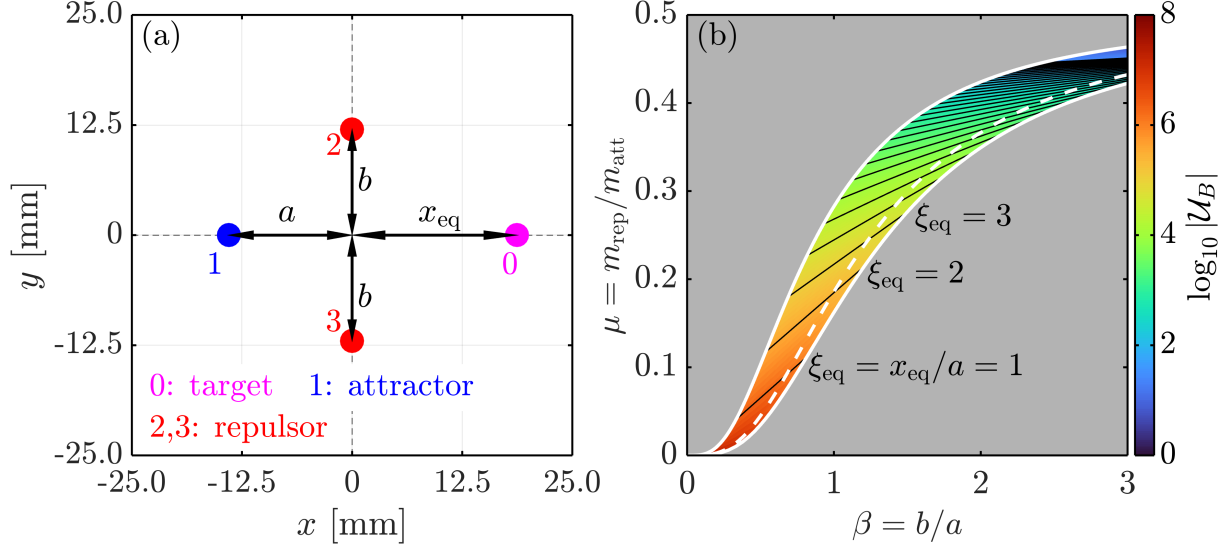 (a)
y [mm]
25.0
12.5
0
-12.5
-25.0
2
b
a
x_eq
1
0
b
3
0: target 1: attractor
2,3: repulsor
-25.0 -12.5 0 12.5 25.0
x [mm]
(b)
μ = m_rep/m_att
0.5
0.4
0.3
0.2
0.1
0
ξ_eq = 3
ξ_eq = 2
ξ_eq = x_eq/a = 1
0 1 2 3
β = b/a
8
6
4
2
0
log₁₀ |𝒰_B|